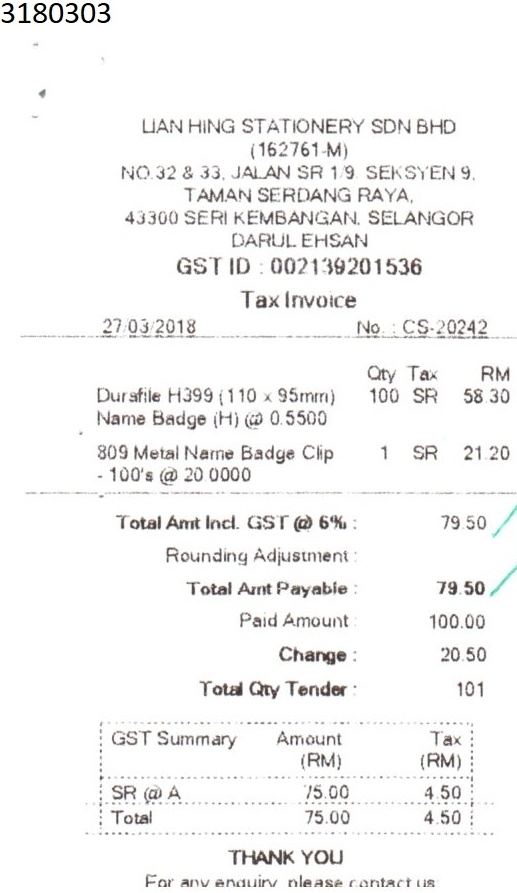 3180303
LIAN HING STATIONERY SDN BHD
(162761-M)
NO.32 & 33, JALAN SR 1/9. SEKSYEN 9,
TAMAN SERDANG RAYA,
43300 SERI KEMBANGAN, SELANGOR
DARUL EHSAN
GST ID : 002139201536
Tax Invoice
27/03/2018 No. : CS-20242
Qty Tax RM
Durafile H399 (110 x 95mm) 100 SR 58.30
Name Badge (H) @ 0.5500
809 Metal Name Badge Clip 1 SR 21.20
- 100's @ 20.0000
Total Amt Incl. GST @ 6% : 79.50
Rounding Adjustment :
Total Amt Payable : 79.50
Paid Amount : 100.00
Change : 20.50
Total Qty Tender : 101
GST Summary Amount Tax
(RM) (RM)
SR @ A 75.00 4.50
Total 75.00 4.50
THANK YOU
For any enquiry, please contact us: